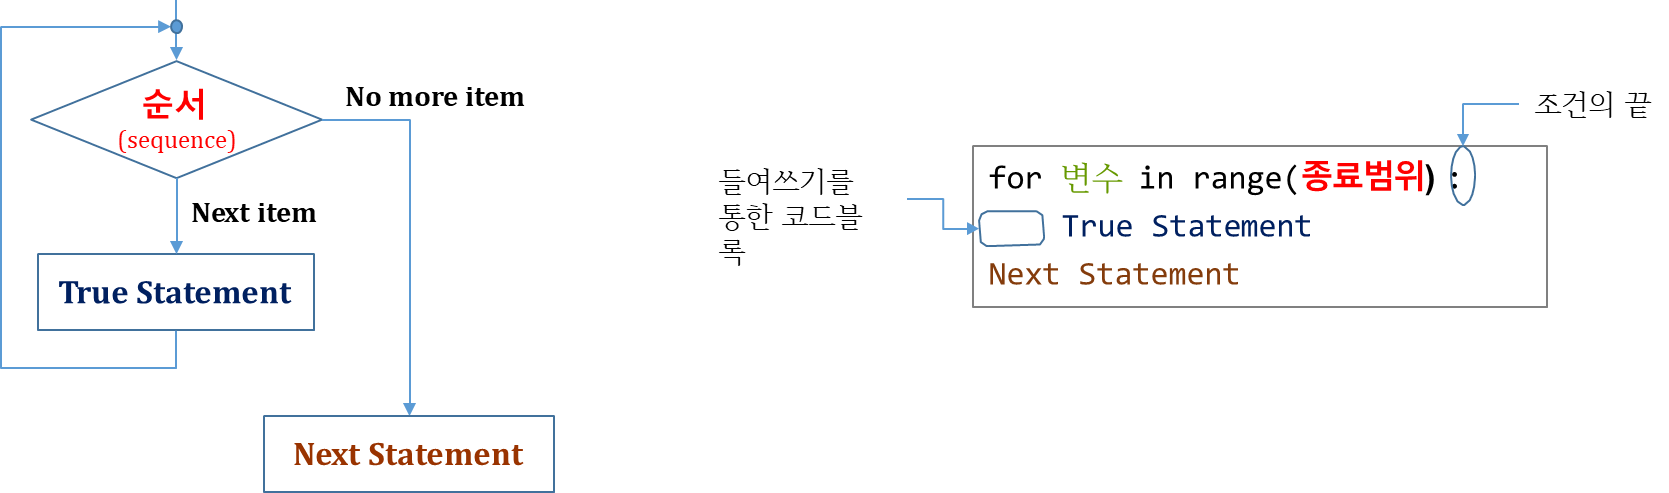 순서
(sequence)
No more item
Next item
True Statement
Next Statement
들여쓰기를
통한 코드블
록
조건의 끝
for 변수 in range(종료범위) :
True Statement
Next Statement